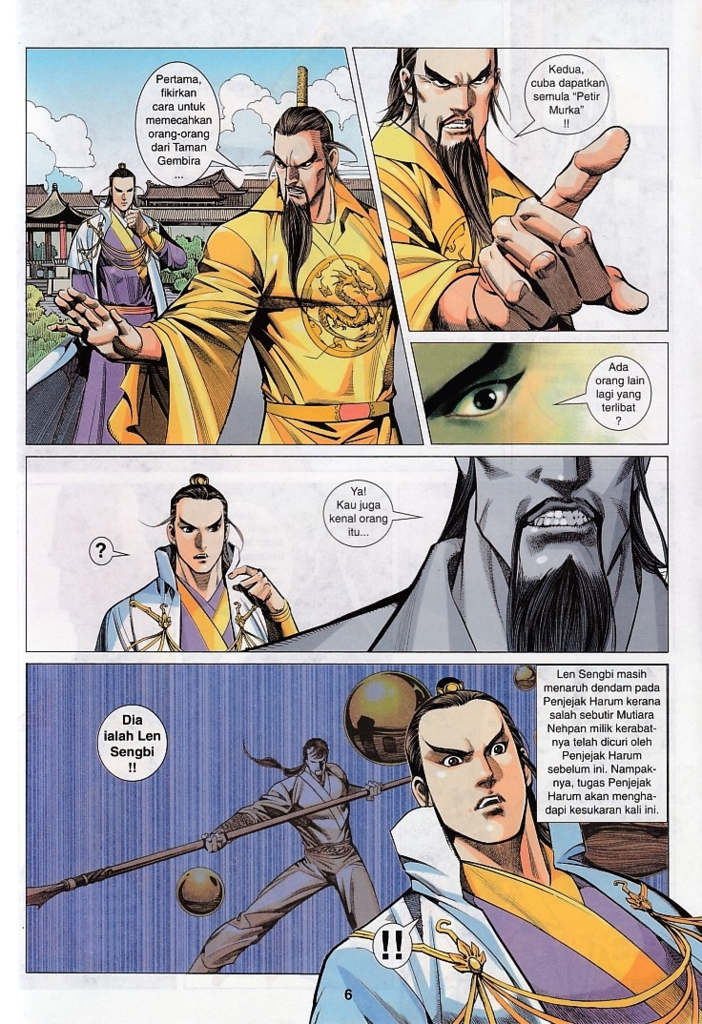 Pertama,
fikirkan
cara untuk
memecahkan
orang-orang
dari Taman
Gembira
...
Kedua,
cuba dapatkan
semula “Petir
Murka”
!!
Ada
orang lain
lagi yang
terlibat
?
?
Ya!
Kau juga
kenal orang
itu...
Dia
ialah Len
Sengbi
!!
Len Sengbi masih
menaruh dendam pada
Penjejak Harum kerana
salah sebutir Mutiara
Nehpan milik kerabat-
nya telah dicuri oleh
Penjejak Harum
sebelum ini. Nampak-
nya, tugas Penjejak
Harum akan mengha-
dapi kesukaran kali ini.
!!
6